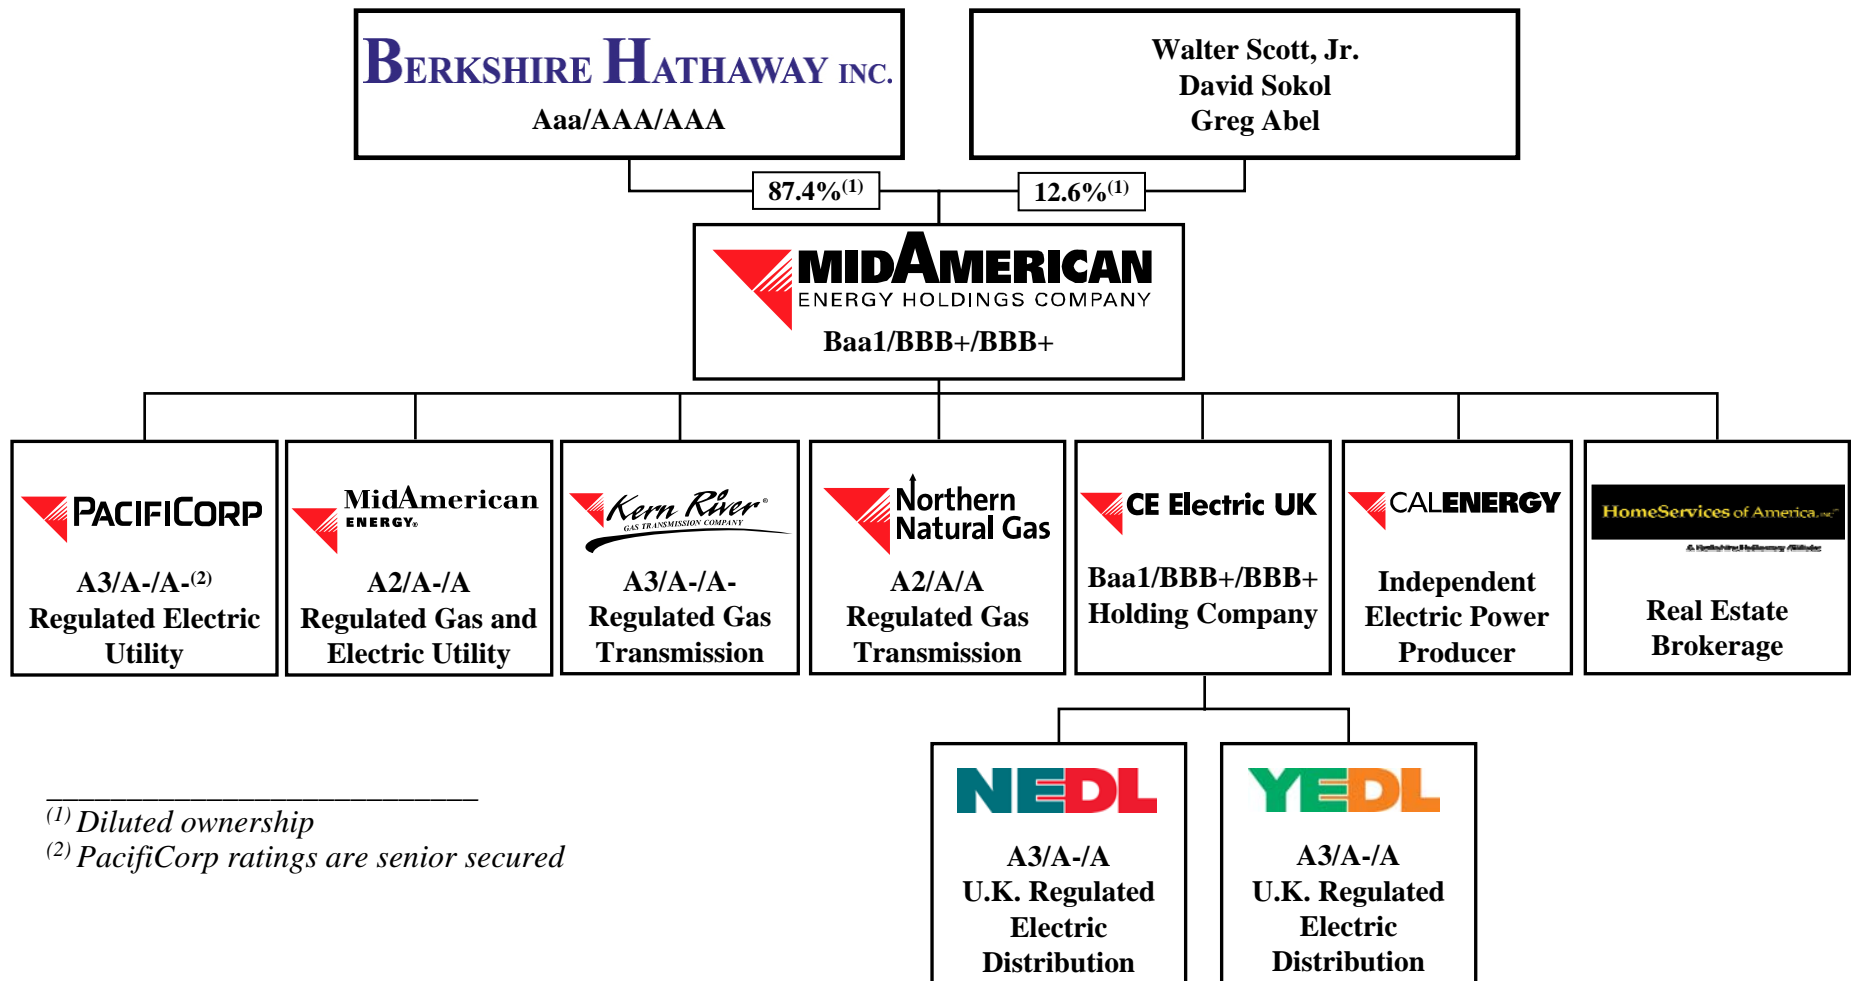 BERKSHIRE HATHAWAY INC.
Aaa/AAA/AAA
Walter Scott, Jr.
David Sokol
Greg Abel
87.4%(1)
12.6%(1)
MIDAMERICAN
ENERGY HOLDINGS COMPANY
Baa1/BBB+/BBB+
PACIFICORP
A3/A-/A-(2)
Regulated Electric
Utility
MidAmerican
ENERGY®
A2/A-/A
Regulated Gas and
Electric Utility
Kern River®
GAS TRANSMISSION COMPANY
A3/A-/A-
Regulated Gas
Transmission
Northern
Natural Gas
A2/A/A
Regulated Gas
Transmission
CE Electric UK
Baa1/BBB+/BBB+
Holding Company
CALENERGY
Independent
Electric Power
Producer
HomeServices of America, INC.
A Berkshire Hathaway Affiliate
Real Estate
Brokerage
NEDL
A3/A-/A
U.K. Regulated
Electric
Distribution
YEDL
A3/A-/A
U.K. Regulated
Electric
Distribution
(1) Diluted ownership
(2) PacifiCorp ratings are senior secured